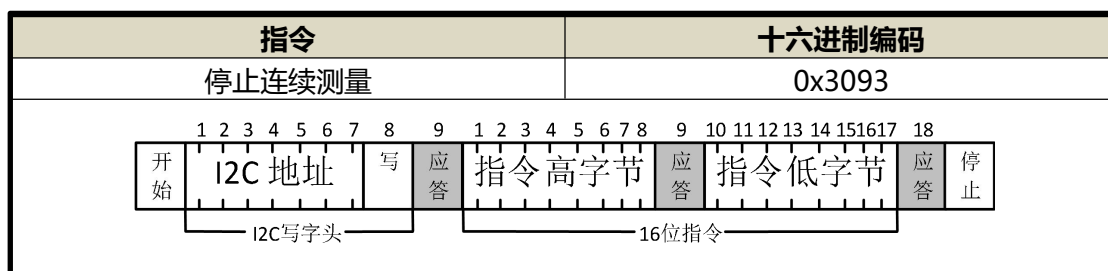 指令 十六进制编码
停止连续测量 0x3093
1 2 3 4 5 6 7 8 9 1 2 3 4 5 6 7 8 9 10 11 12 13 14 15 16 17 18
开始 I2C 地址 写 应答 指令高字节 应答 指令低字节 应答 停止
I2C写字头 16位指令